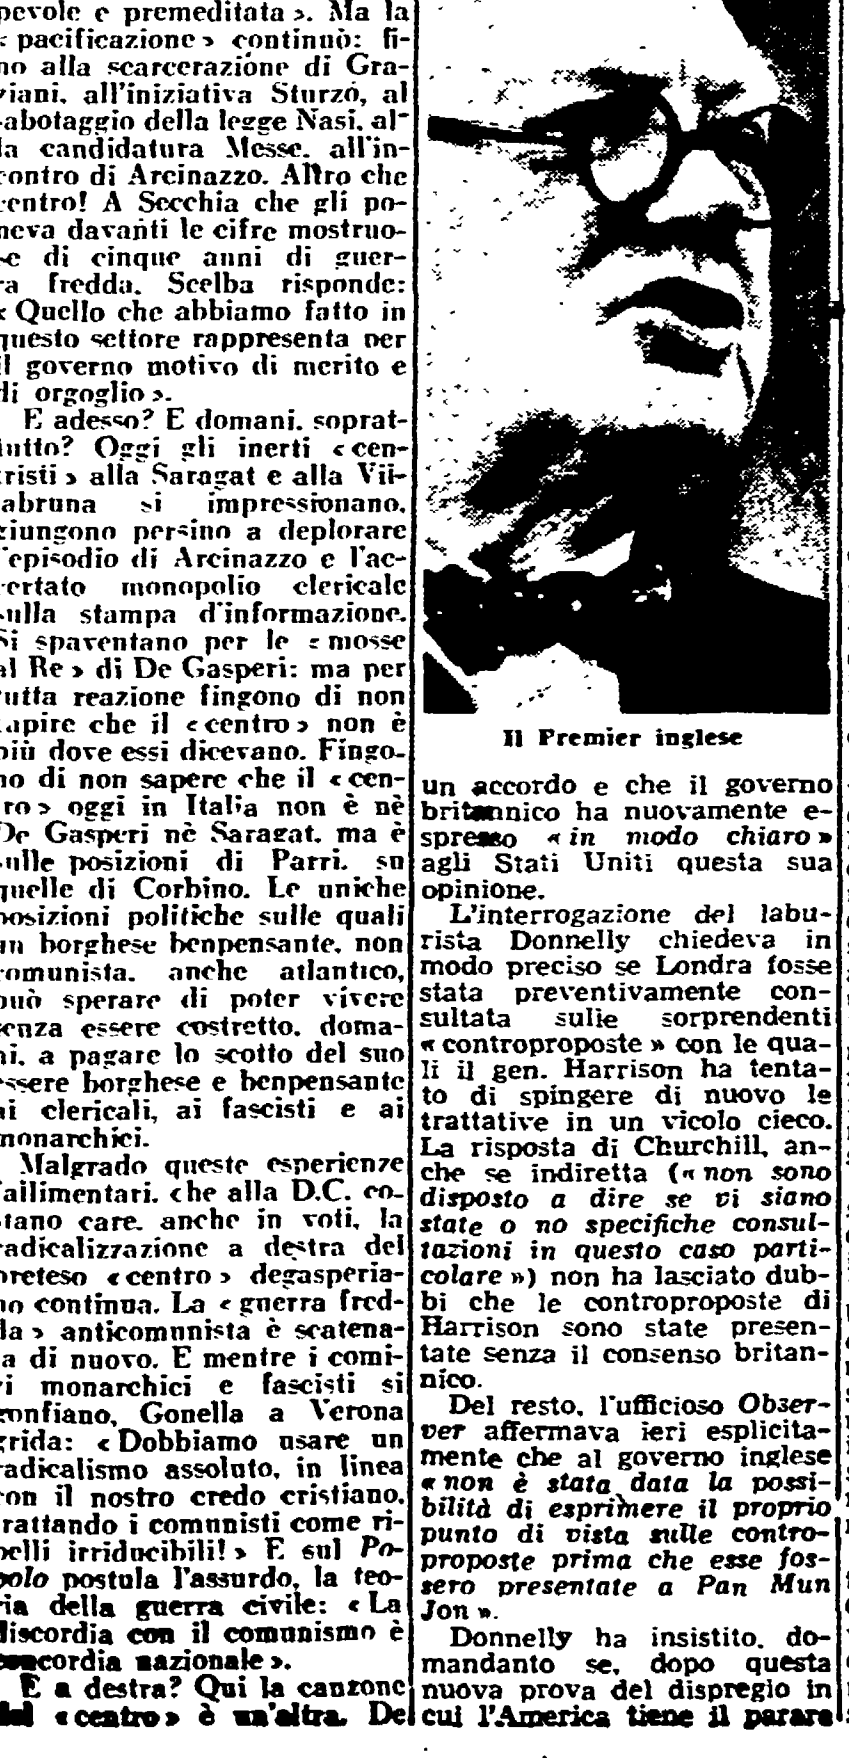 pevole e premeditata ». Ma la
« pacificazione » continuò: fi-
no alla scarcerazione di Gra-
ziani, all'iniziativa Sturzo, al
sabotaggio della legge Nasi, al-
la candidatura Messe, all'in-
contro di Arcinazzo. Altro che
centro! A Secchia che gli po-
neva davanti le cifre mostruo-
se di cinque anni di guer-
ra fredda, Scelba risponde:
« Quello che abbiamo fatto in
questo settore rappresenta per
il governo motivo di merito e
di orgoglio ».
E adesso? E domani, soprat-
tutto? Oggi gli inerti « cen-
tristi » alla Saragat e alla Vil-
labruna si impressionano,
giungono persino a deplorare
l'episodio di Arcinazzo e l'ac-
certato monopolio clericale
sulla stampa d'informazione.
Si spaventano per le « mosse
al Re » di De Gasperi: ma per
tutta reazione fingono di non
capire che il « centro » non è
più dove essi dicevano. Fingo-
no di non sapere che il « cen-
tro » oggi in Italia non è nè
De Gasperi nè Saragat, ma è
sulle posizioni di Parri, su
quelle di Corbino. Le uniche
posizioni politiche sulle quali
un borghese benpensante, non
comunista, anche atlantico,
può sperare di poter vivere
senza essere costretto, doma-
ni, a pagare lo scotto del suo
essere borghese e benpensante
ai clericali, ai fascisti e ai
monarchici.
Malgrado queste esperienze
fallimentari, che alla D.C. co-
stano care, anche in voti, la
radicalizzazione a destra del
preteso « centro » degasperia-
no continua. La « guerra fred-
da » anticomunista è scatena-
ta di nuovo. E mentre i comi-
zi monarchici e fascisti si
gonfiano, Gonella a Verona
grida: « Dobbiamo usare un
radicalismo assoluto, in linea
con il nostro credo cristiano,
trattando i comunisti come ri-
belli irriducibili! » E sul Po-
polo postula l'assurdo, la teo-
ria della guerra civile: « La
discordia con il comunismo è
concordia nazionale ».
E a destra? Qui la canzone
del « centro » è un'altra. De
Il Premier inglese
un accordo e che il governo
britannico ha nuovamente e-
spresso « in modo chiaro »
agli Stati Uniti questa sua
opinione.
L'interrogazione del labu-
rista Donnelly chiedeva in
modo preciso se Londra fosse
stata preventivamente con-
sultata sulle sorprendenti
« controproposte » con le qua-
li il gen. Harrison ha tenta-
to di spingere di nuovo le
trattative in un vicolo cieco.
La risposta di Churchill, an-
che se indiretta (« non sono
disposto a dire se vi siano
state o no specifiche consul-
tazioni in questo caso parti-
colare ») non ha lasciato dub-
bi che le controproposte di
Harrison sono state presen-
tate senza il consenso britan-
nico.
Del resto, l'ufficioso Obser-
ver affermava ieri esplicita-
mente che al governo inglese
« non è stata data la possi-
bilità di esprimere il proprio
punto di vista sulle contro-
proposte prima che esse fos-
sero presentate a Pan Mun
Jon ».
Donnelly ha insistito, do-
mandanto se, dopo questa
nuova prova del dispregio in
cui l'America tiene il parare